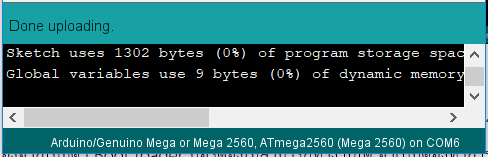 Done uploading.
Sketch uses 1302 bytes (0%) of program storage spac
Global variables use 9 bytes (0%) of dynamic memory
Arduino/Genuino Mega or Mega 2560, ATmega2560 (Mega 2560) on COM6